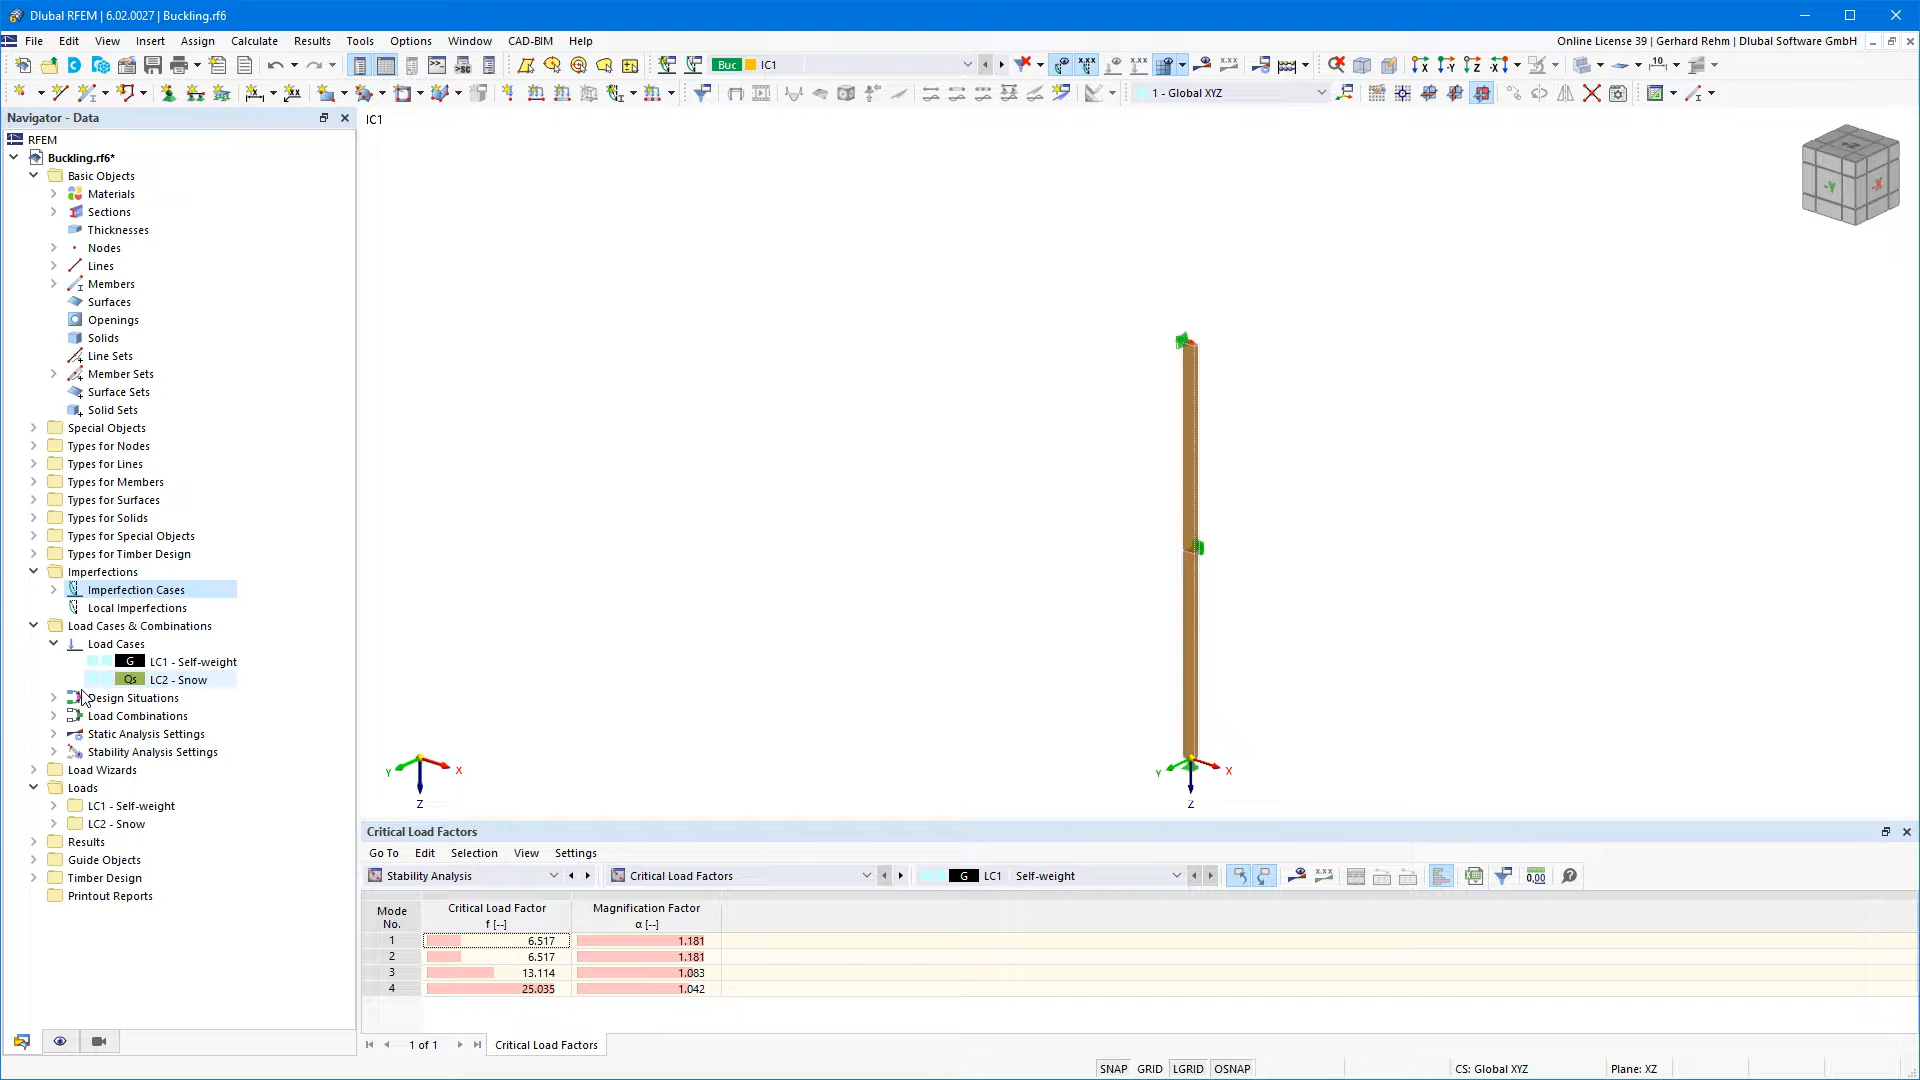 Dlubal RFEM | 6.02.0027 | Buckling.rf6
File Edit View Insert Assign Calculate Results Tools Options Window CAD-BIM Help
Online License 39 | Gerhard Rehm | Dlubal Software GmbH
Buc IC1
1 - Global XYZ
Navigator - Data
RFEM
Buckling.rf6*
Basic Objects
Materials
Sections
Thicknesses
Nodes
Lines
Members
Surfaces
Openings
Solids
Line Sets
Member Sets
Surface Sets
Solid Sets
Special Objects
Types for Nodes
Types for Lines
Types for Members
Types for Surfaces
Types for Solids
Types for Special Objects
Types for Timber Design
Imperfections
Imperfection Cases
Local Imperfections
Load Cases & Combinations
Load Cases
G LC1 - Self-weight
Qs LC2 - Snow
Design Situations
Load Combinations
Static Analysis Settings
Stability Analysis Settings
Load Wizards
Loads
LC1 - Self-weight
LC2 - Snow
Results
Guide Objects
Timber Design
Printout Reports
IC1
-Z
-Y
-X
Y X
Z
Y X
Z
Critical Load Factors
Go To Edit Selection View Settings
Stability Analysis
Critical Load Factors
G LC1 Self-weight
Mode Critical Load Factor Magnification Factor
No. f [--] α [--]
1 6.517 1.181
2 6.517 1.181
3 13.114 1.083
4 25.035 1.042
1 of 1 Critical Load Factors
SNAP GRID LGRID OSNAP
CS: Global XYZ
Plane: XZ